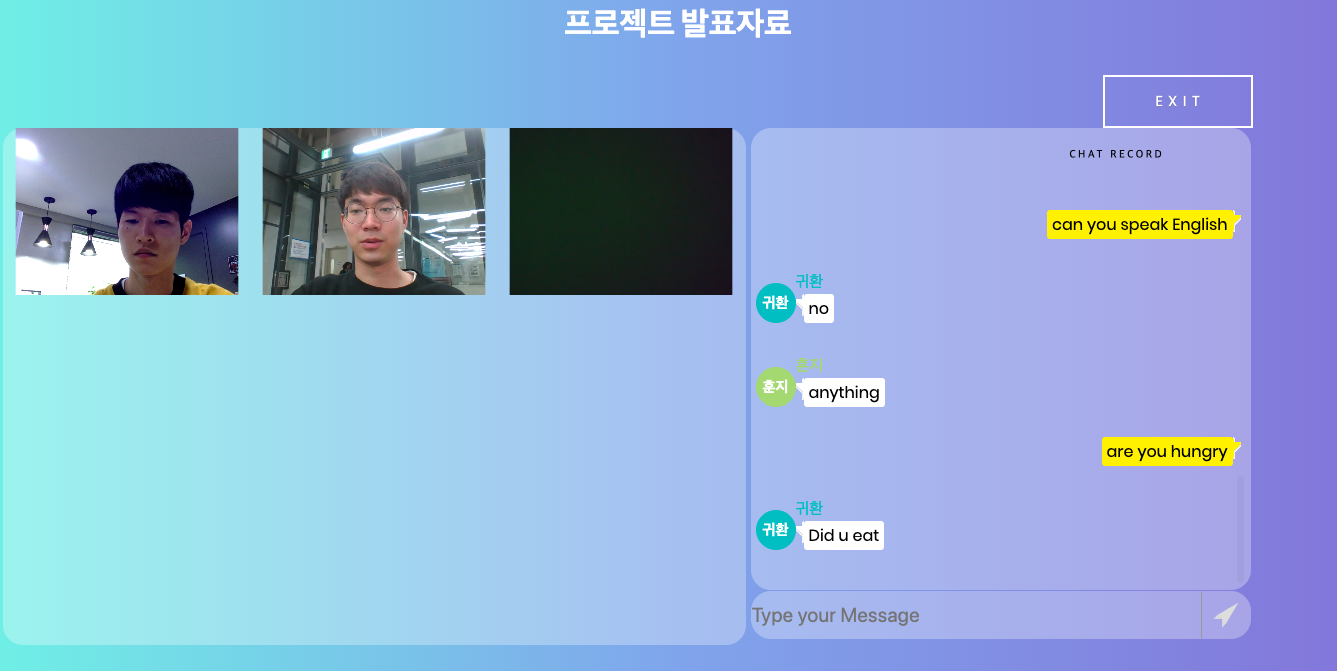 프로젝트 발표자료
EXIT
CHAT RECORD
can you speak English
귀환
귀환
no
훈지
훈지
anything
are you hungry
귀환
귀환
Did u eat
Type your Message